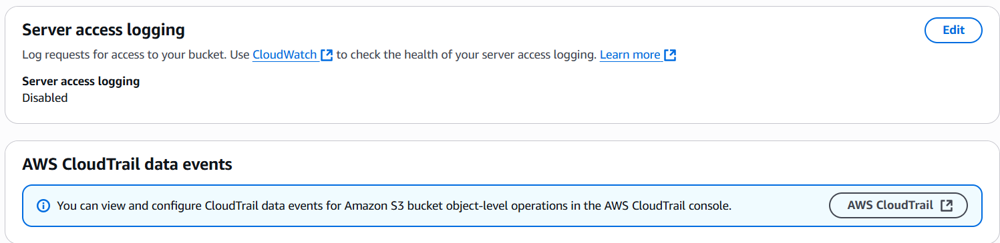 Server access logging
Edit
Log requests for access to your bucket. Use CloudWatch to check the health of your server access logging. Learn more
Server access logging
Disabled
AWS CloudTrail data events
You can view and configure CloudTrail data events for Amazon S3 bucket object-level operations in the AWS CloudTrail console.
AWS CloudTrail